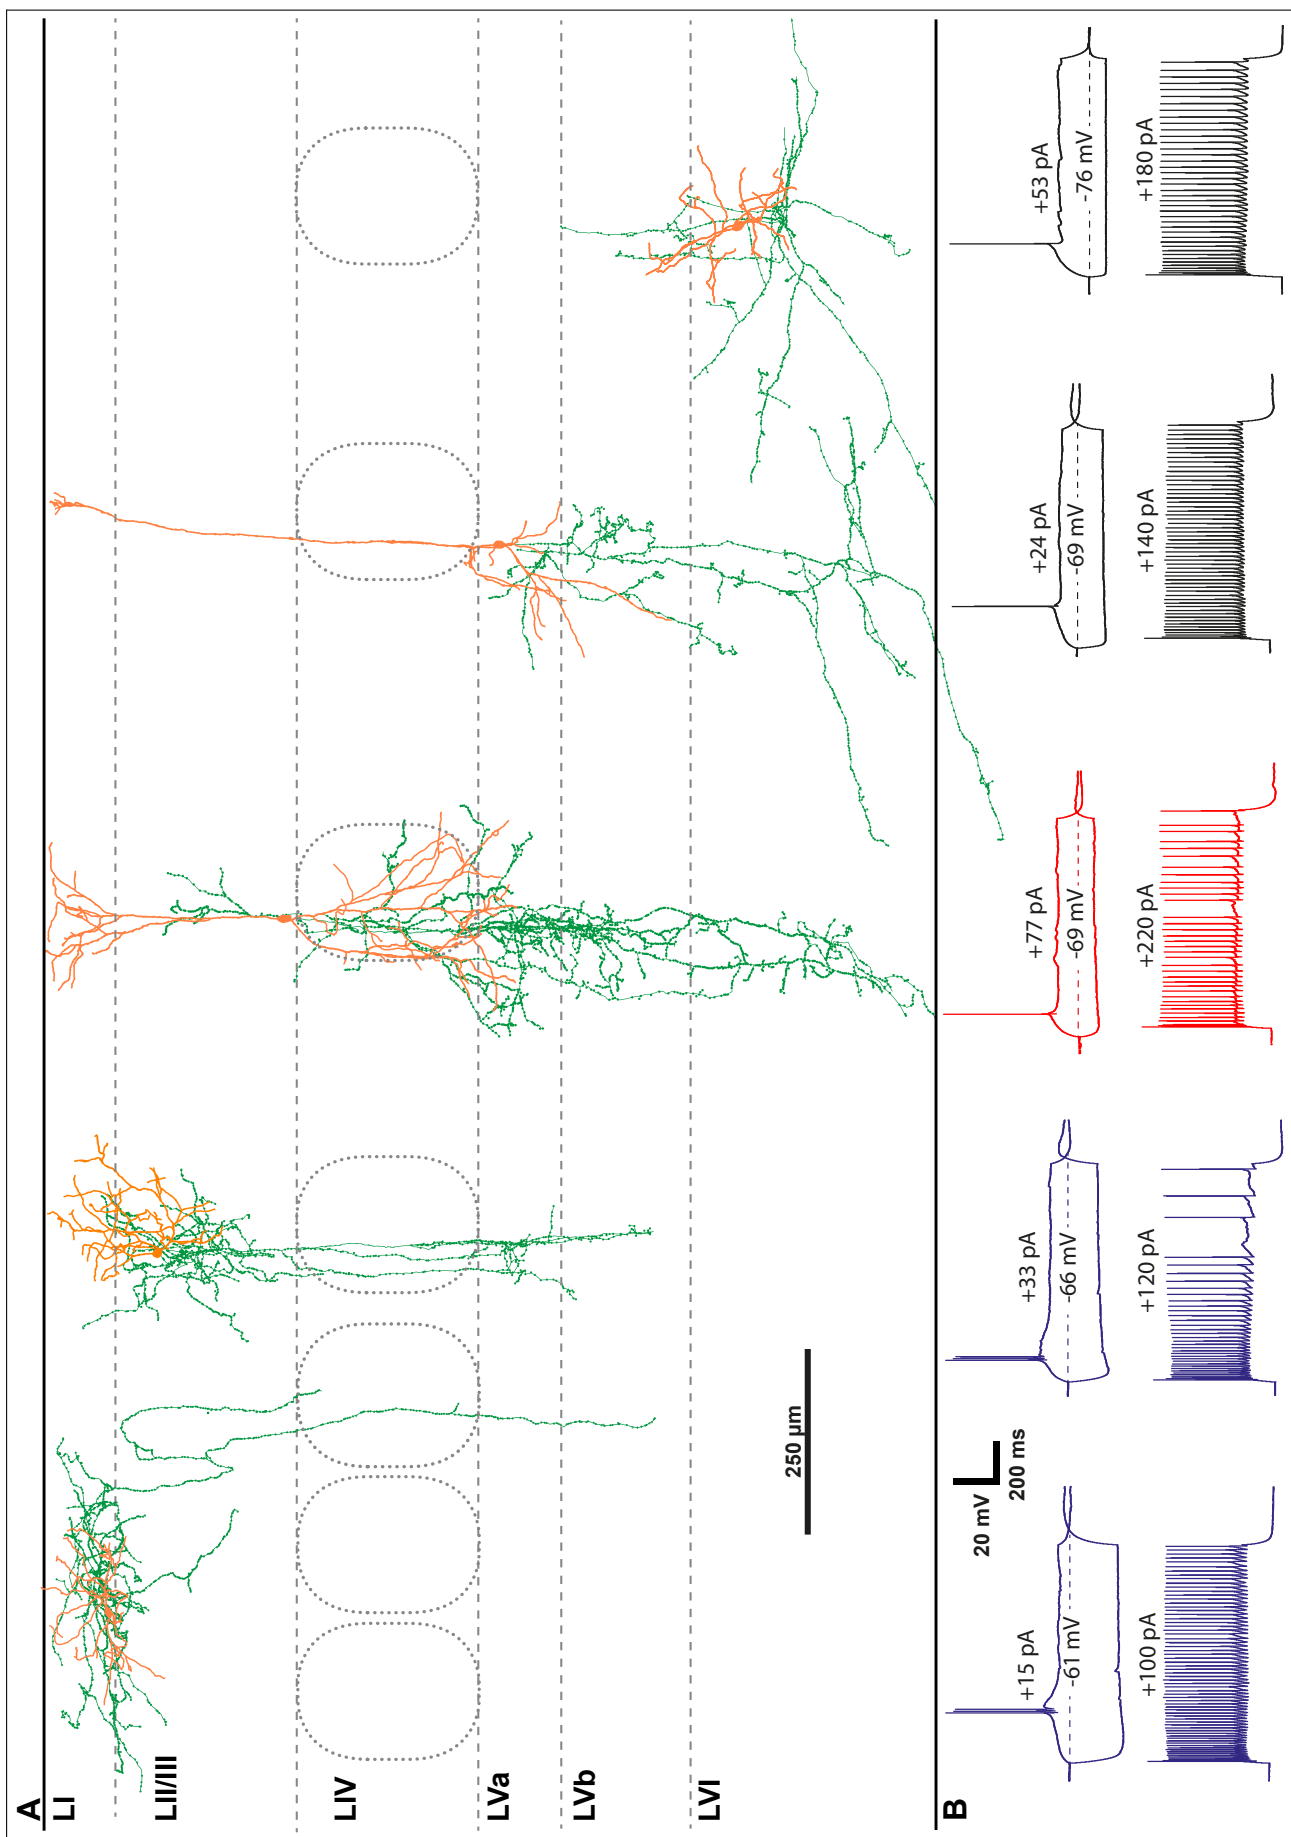 A
LI
LII/III
LIV
LVa
LVb
LVI
250 µm
B
+15 pA
-61 mV
+100 pA
20 mV
200 ms
+33 pA
-66 mV
+120 pA
+77 pA
-69 mV
+220 pA
+24 pA
-69 mV
+140 pA
+53 pA
-76 mV
+180 pA